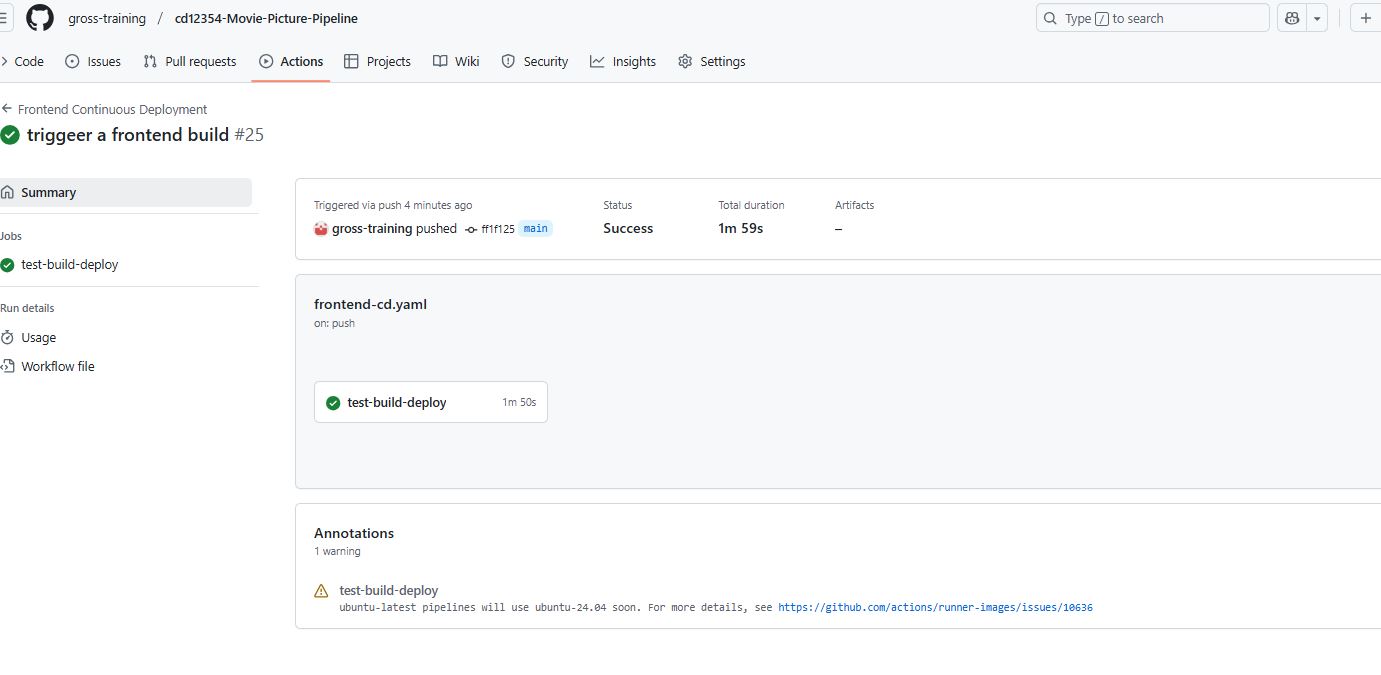 gross-training / cd12354-Movie-Picture-Pipeline
Type / to search
Code Issues Pull requests Actions Projects Wiki Security Insights Settings
Frontend Continuous Deployment
triggeer a frontend build #25
Summary
Jobs
test-build-deploy
Run details
Usage
Workflow file
Triggered via push 4 minutes ago
gross-training pushed ff1f125 main
Status
Success
Total duration
1m 59s
Artifacts
–
frontend-cd.yaml
on: push
test-build-deploy 1m 50s
Annotations
1 warning
test-build-deploy
ubuntu-latest pipelines will use ubuntu-24.04 soon. For more details, see https://github.com/actions/runner-images/issues/10636